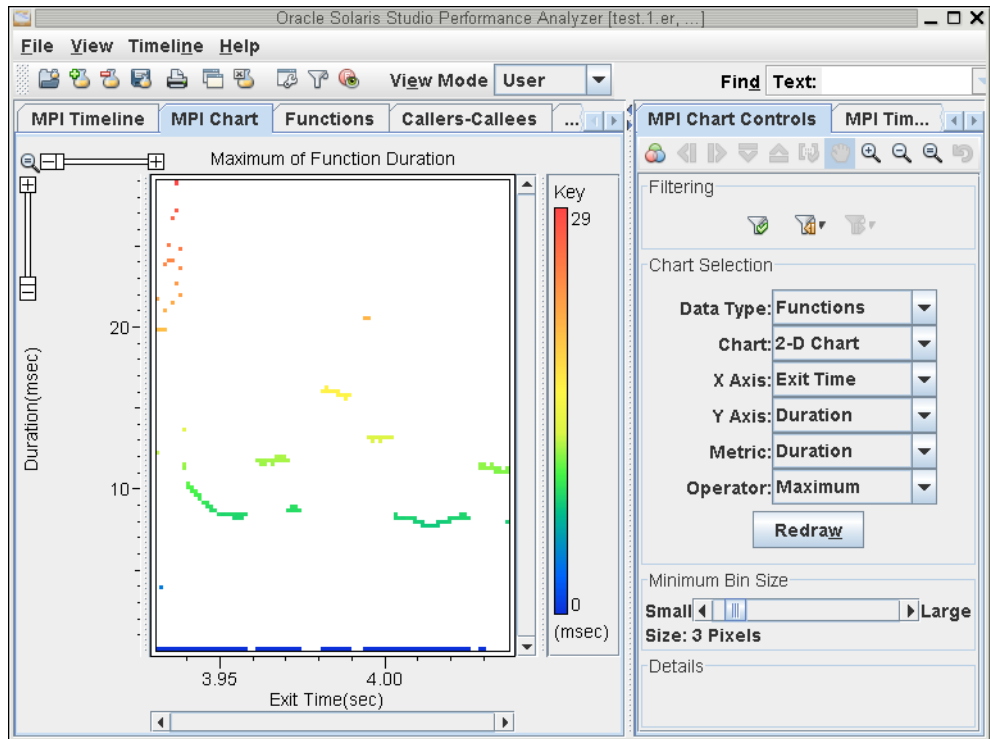 Oracle Solaris Studio Performance Analyzer [test.1.er, ...]
File View Timeline Help
View Mode User
Find Text:
MPI Timeline MPI Chart Functions Callers-Callees ...
MPI Chart Controls MPI Tim...
Maximum of Function Duration
Key
29
0
(msec)
Duration(msec)
20
10
3.95 4.00
Exit Time(sec)
Filtering
Chart Selection
Data Type: Functions
Chart: 2-D Chart
X Axis: Exit Time
Y Axis: Duration
Metric: Duration
Operator: Maximum
Redraw
Minimum Bin Size
Small Large
Size: 3 Pixels
Details